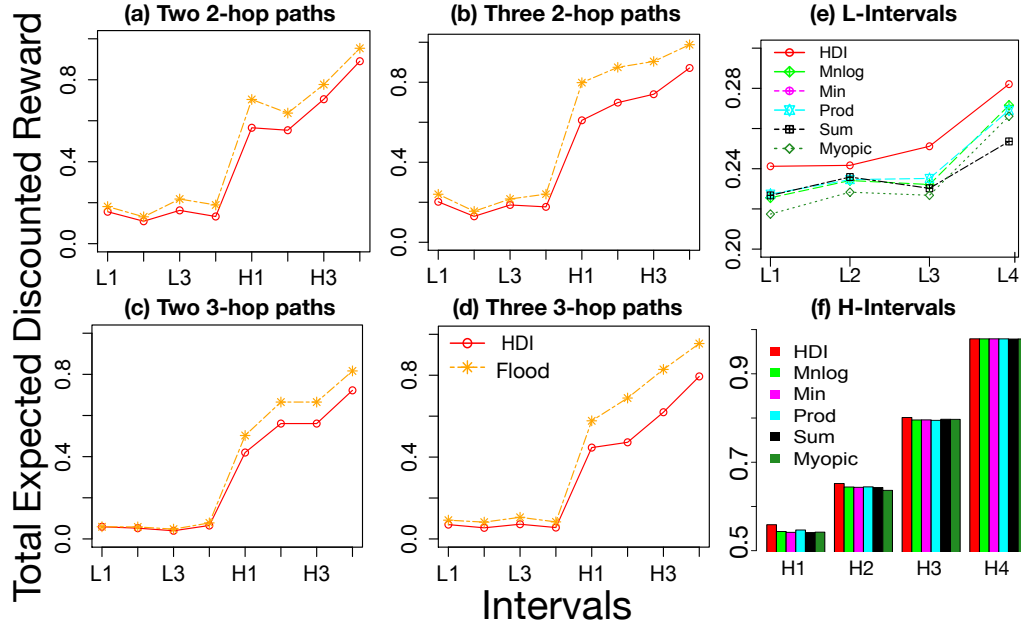 Total Expected Discounted Reward
(a) Two 2-hop paths
0.0 0.4 0.8
L1 L3 H1 H3
(b) Three 2-hop paths
0.0 0.4 0.8
L1 L3 H1 H3
(e) L-Intervals
HDI
Mnlog
Min
Prod
Sum
Myopic
0.20 0.24 0.28
L1 L2 L3 L4
(c) Two 3-hop paths
0.0 0.4 0.8
L1 L3 H1 H3
(d) Three 3-hop paths
HDI
Flood
0.0 0.4 0.8
L1 L3 H1 H3
(f) H-Intervals
HDI
Mnlog
Min
Prod
Sum
Myopic
0.5 0.7 0.9
H1 H2 H3 H4
Intervals